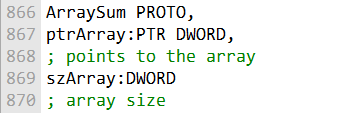 866 ArraySum PROTO,
867 ptrArray:PTR DWORD,
868 ; points to the array
869 szArray:DWORD
870 ; array size